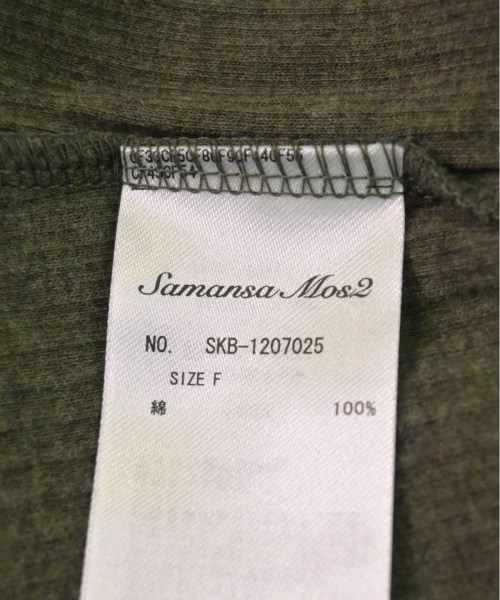 Samansa Mos2
NO. SKB-1207025
SIZE F
綿 100%